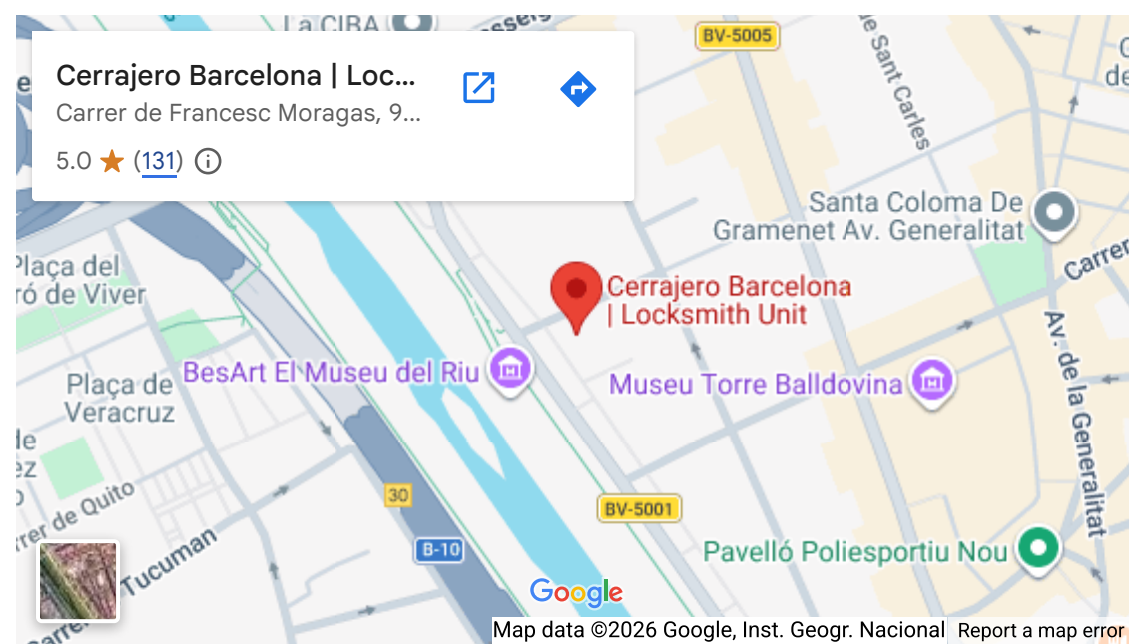 La CIBA
BV-5005
de Sant Carles
Cerrajero Barcelona | Loc...
Carrer de Francesc Moragas, 9...
5.0 ★ (131)
Santa Coloma De
Gramenet Av. Generalitat
Carrer
Plaça del
ró de Viver
Cerrajero Barcelona
| Locksmith Unit
BesArt El Museu del Riu
Museu Torre Balldovina
Plaça de
Veracruz
Av. de la Generalitat
de
ez
rrer de Quito
30
BV-5001
B-10
Tucuman
Pavelló Poliesportiu Nou
Carrer
Google
Map data ©2026 Google, Inst. Geogr. Nacional
Report a map error